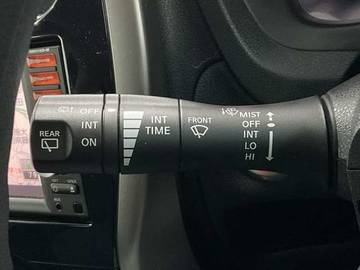 OFF
INT
ON
REAR
INT
TIME
FRONT
MIST
OFF
INT
LO
HI